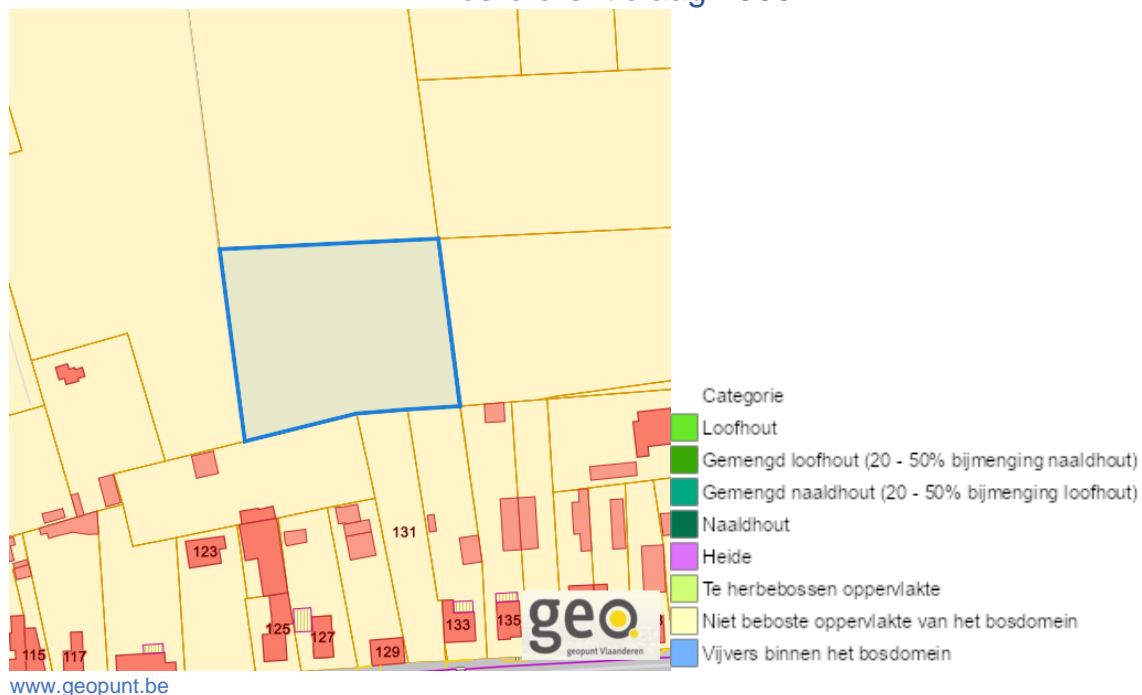 Categorie
Loofhout
Gemengd loofhout (20 - 50% bijmenging naaldhout)
Gemengd naaldhout (20 - 50% bijmenging loofhout)
Naaldhout
Heide
Te herbebossen oppervlakte
Niet beboste oppervlakte van het bosdomein
Vijvers binnen het bosdomein
131
123
125
127
129
133
135
115
117
geo.
geopunt Vlaanderen
www.geopunt.be